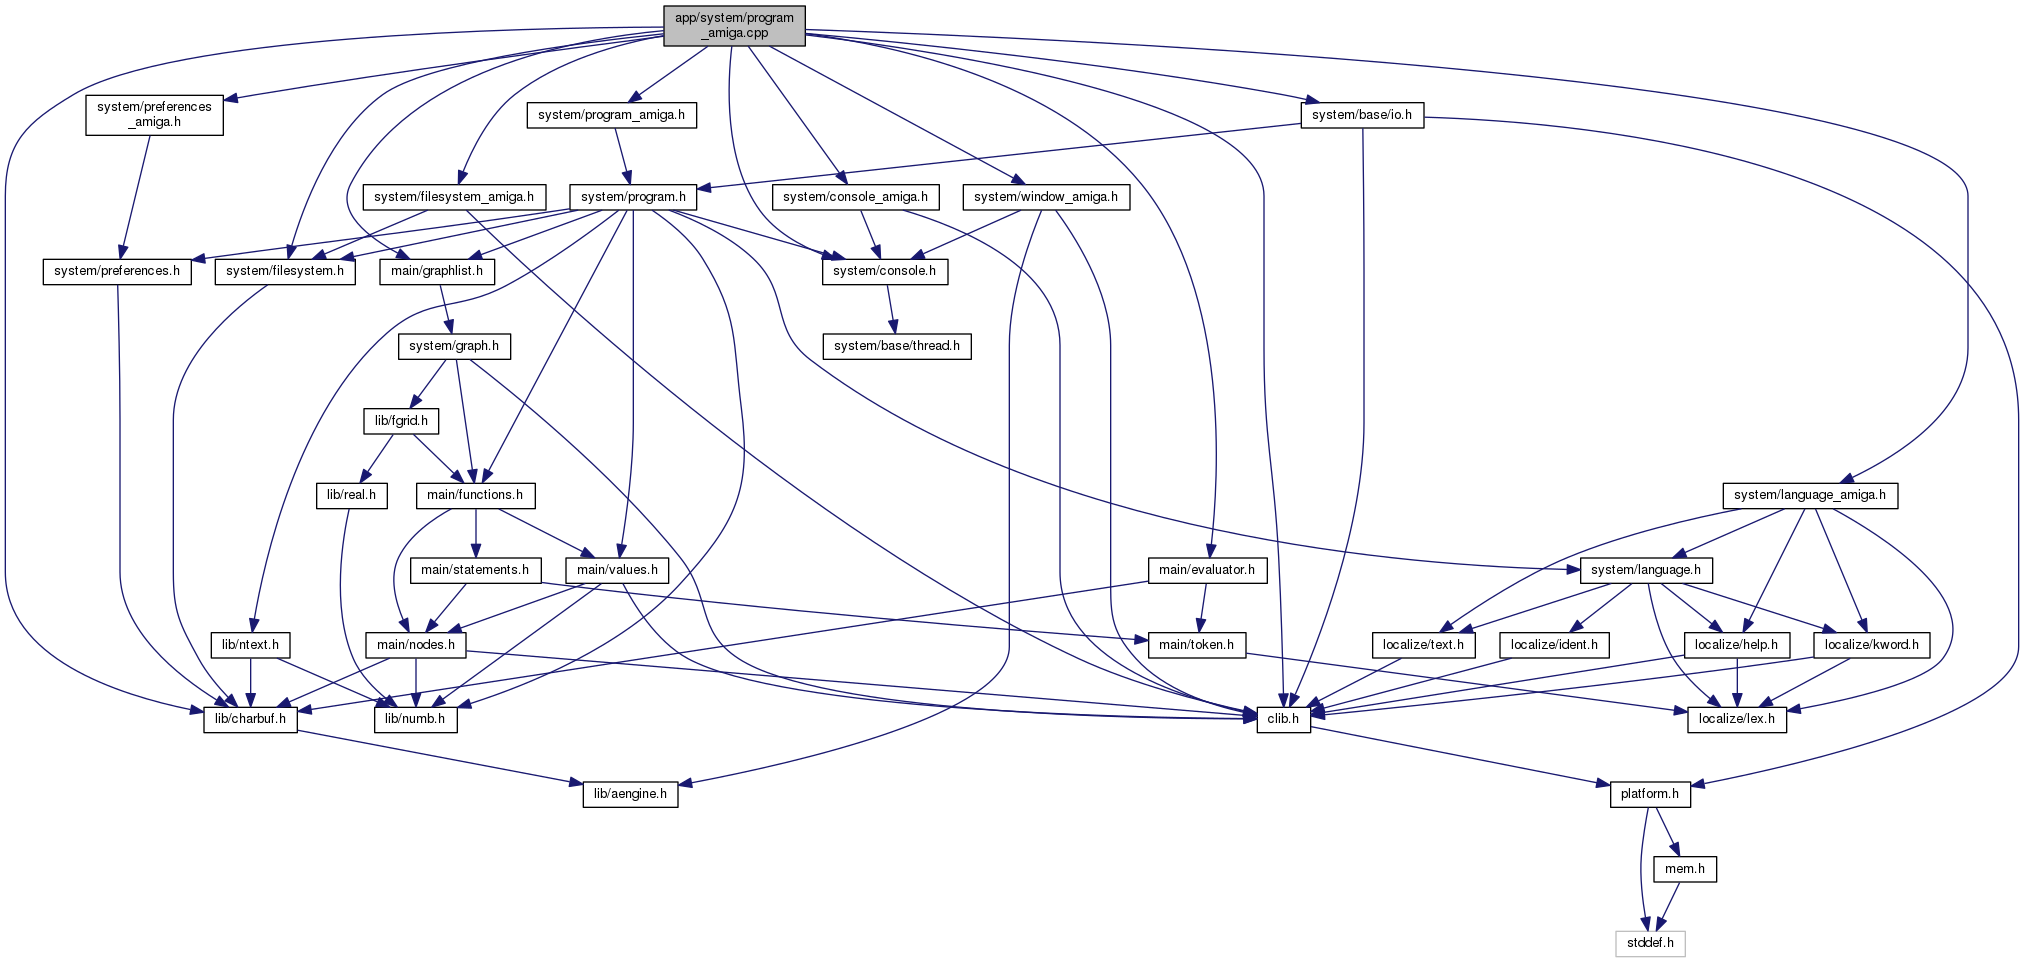 app/system/program
_amiga.cpp
system/preferences
_amiga.h
system/program_amiga.h
system/base/io.h
system/filesystem_amiga.h
system/program.h
system/console_amiga.h
system/window_amiga.h
system/preferences.h
system/filesystem.h
main/graphlist.h
system/console.h
system/graph.h
system/base/thread.h
lib/fgrid.h
lib/real.h
main/functions.h
system/language_amiga.h
main/statements.h
main/values.h
main/evaluator.h
system/language.h
lib/ntext.h
main/nodes.h
main/token.h
localize/text.h
localize/ident.h
localize/help.h
localize/kword.h
lib/charbuf.h
lib/numb.h
clib.h
localize/lex.h
lib/aengine.h
platform.h
mem.h
stddef.h